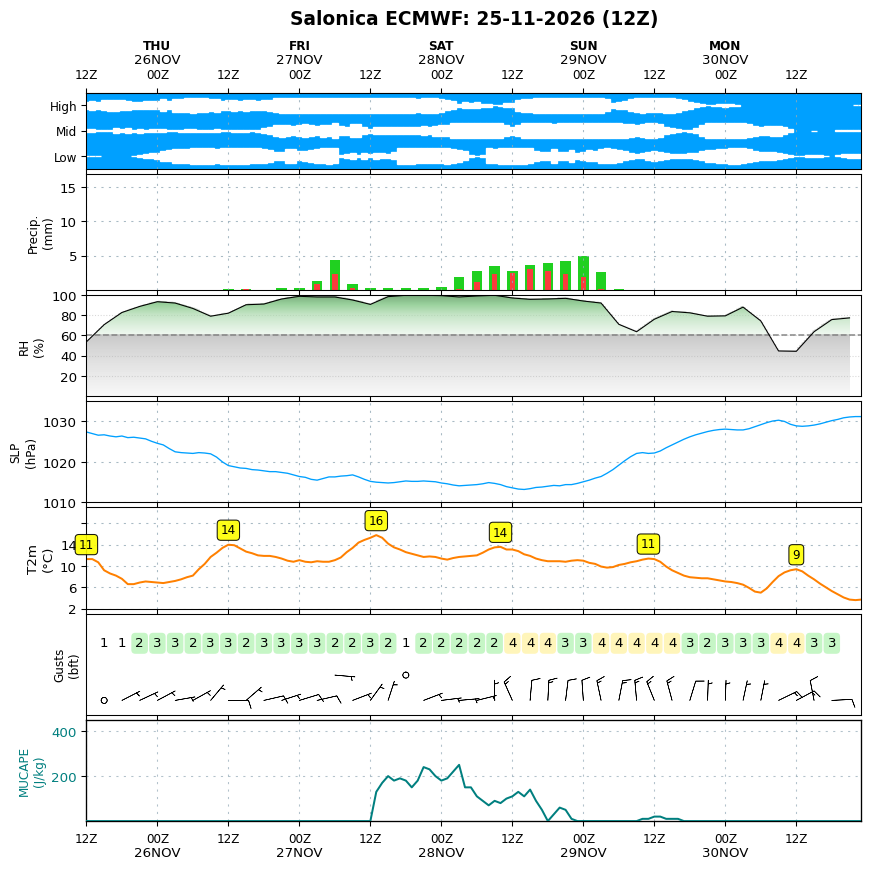 Salonica ECMWF: 25-11-2026 (12Z)
THU FRI SAT SUN MON
26NOV 27NOV 28NOV 29NOV 30NOV
12Z 00Z 12Z 00Z 12Z 00Z 12Z 00Z 12Z 00Z 12Z
High
Mid
Low
Precip.
(mm)
15
10
5
RH
(%)
100
80
60
40
20
SLP
(hPa)
1030
1020
1010
T2m
(°C)
14
10
6
2
11 14 16 14 11 9
Gusts
(bft)
1 1 2 3 3 2 3 3 2 3 3 3 3 2 2 3 2 1 2 2 2 2 2 4 4 4 3 3 4 4 4 4 4 3 2 3 3 3 4 4 3 3
MUCAPE
(J/kg)
400
200
12Z 00Z 12Z 00Z 12Z 00Z 12Z 00Z 12Z 00Z 12Z
26NOV 27NOV 28NOV 29NOV 30NOV